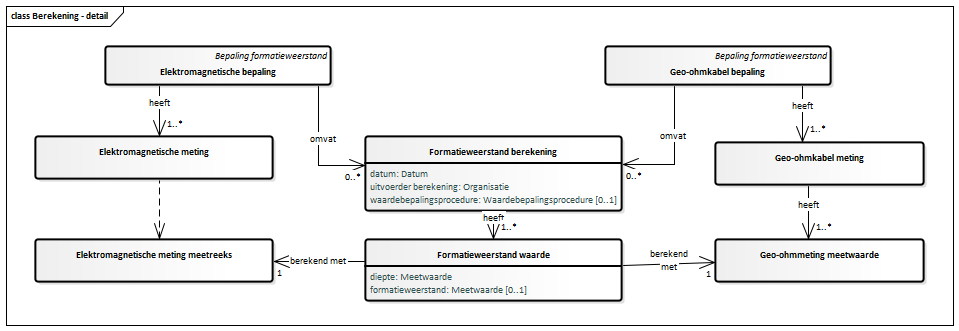 class Berekening - detail
Bepaling formatieweerstand
Elektromagnetische bepaling
Bepaling formatieweerstand
Geo-ohmkabel bepaling
heeft
1..*
omvat
0..*
omvat
0..*
heeft
1..*
Elektromagnetische meting
Formatieweerstand berekening
datum: Datum
uitvoerder berekening: Organisatie
waardebepalingsprocedure: Waardebepalingsprocedure [0..1]
Geo-ohmkabel meting
heeft
1..*
heeft
1..*
Elektromagnetische meting meetreeks
berekend met
1
Formatieweerstand waarde
diepte: Meetwaarde
formatieweerstand: Meetwaarde [0..1]
berekend
met
1
Geo-ohmmeting meetwaarde